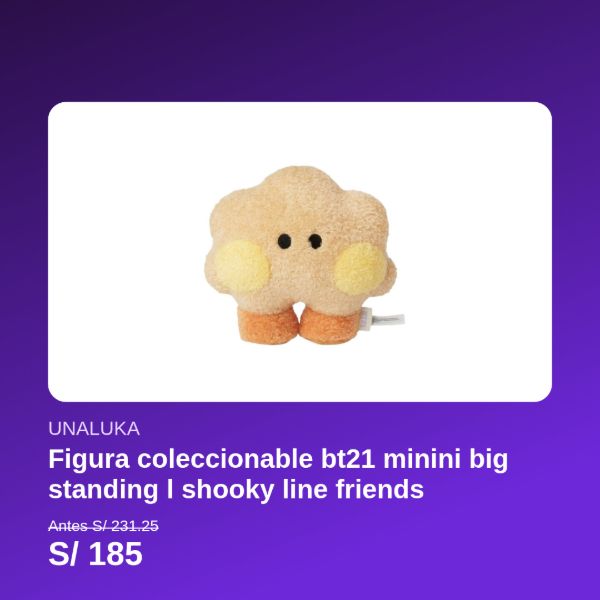 UNALUKA
Figura coleccionable bt21 minini big
standing l shooky line friends
Antes S/ 231.25
S/ 185